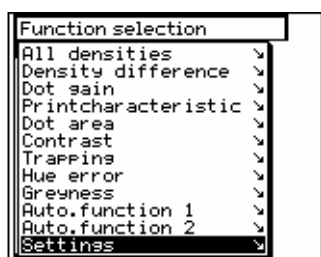 Function selection
All densities
Density difference
Dot gain
Printcharacteristic
Dot area
Contrast
Trapping
Hue error
Greyness
Auto.function 1
Auto.function 2
Settings